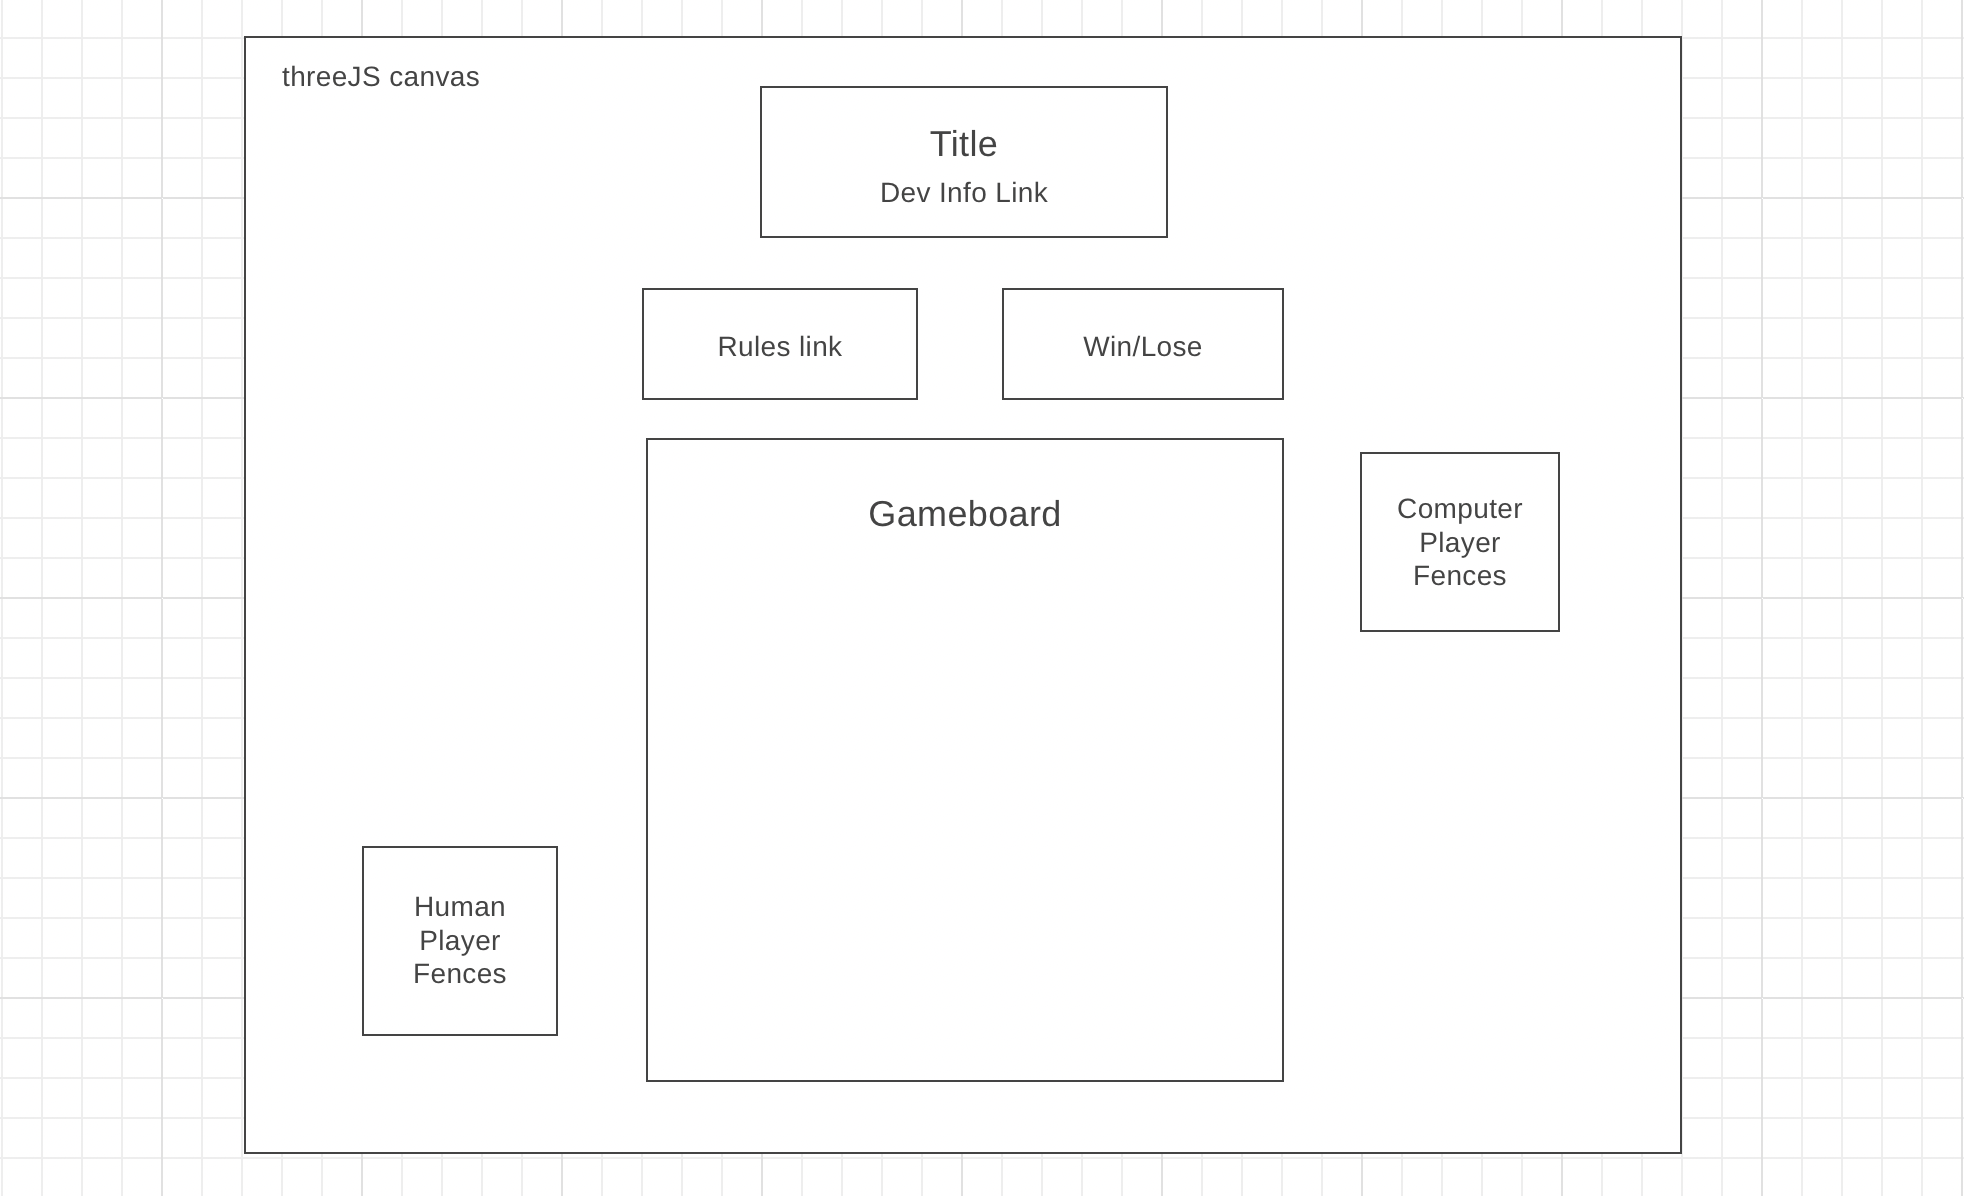 threeJS canvas
Title
Dev Info Link
Rules link
Win/Lose
Gameboard
Computer
Player
Fences
Human
Player
Fences